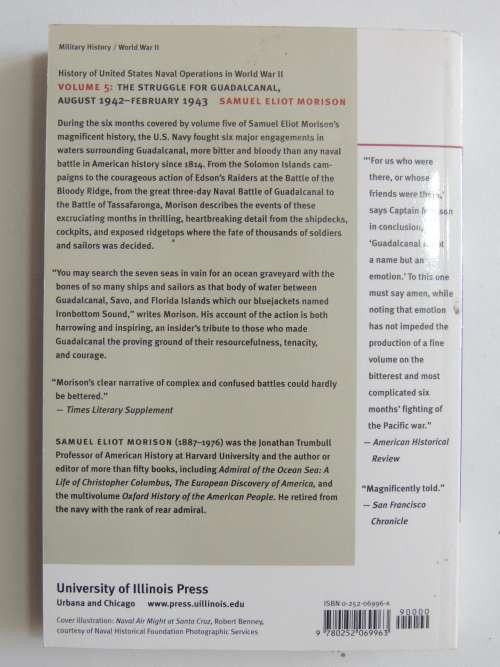 Military History / World War II
History of United States Naval Operations in World War II
VOLUME 5: THE STRUGGLE FOR GUADALCANAL,
AUGUST 1942–FEBRUARY 1943 SAMUEL ELIOT MORISON
During the six months covered by volume five of Samuel Eliot Morison's
magnificent history, the U.S. Navy fought six major engagements in
waters surrounding Guadalcanal, more bitter and bloody than any naval
battle in American history since 1814. From the Solomon Islands cam-
paigns to the courageous action of Edson's Raiders at the Battle of the
Bloody Ridge, from the great three-day Naval Battle of Guadalcanal to
the Battle of Tassafaronga, Morison describes the events of these
excruciating months in thrilling, heartbreaking detail from the shipdecks,
cockpits, and exposed ridgetops where the fate of thousands of soldiers
and sailors was decided.
"You may search the seven seas in vain for an ocean graveyard with the
bones of so many ships and sailors as that body of water between
Guadalcanal, Savo, and Florida Islands which our bluejackets named
Ironbottom Sound," writes Morison. His account of the action is both
harrowing and inspiring, an insider's tribute to those who made
Guadalcanal the proving ground of their resourcefulness, tenacity,
and courage.
"Morison's clear narrative of complex and confused battles could hardly
be bettered."
— Times Literary Supplement
SAMUEL ELIOT MORISON (1887–1976) was the Jonathan Trumbull
Professor of American History at Harvard University and the author or
editor of more than fifty books, including Admiral of the Ocean Sea: A
Life of Christopher Columbus, The European Discovery of America, and
the multivolume Oxford History of the American People. He retired from
the navy with the rank of rear admiral.
"'For us who were
there, or whose
friends were there,'
says Captain
in conclusion,
'Guadalcanal
a name but an
emotion.' To this one
must say amen, while
noting that emotion
has not impeded the
production of a fine
volume on the
bitterest and most
complicated six
months' fighting of
the Pacific war."
— American Historical
Review
"Magnificently told."
— San Francisco
Chronicle
University of Illinois Press
Urbana and Chicago www.press.uillinois.edu
Cover illustration: Naval Air Might at Santa Cruz, Robert Benney,
courtesy of Naval Historical Foundation Photographic Services
ISBN 0-252-06996-X
90000
9 780252 069963